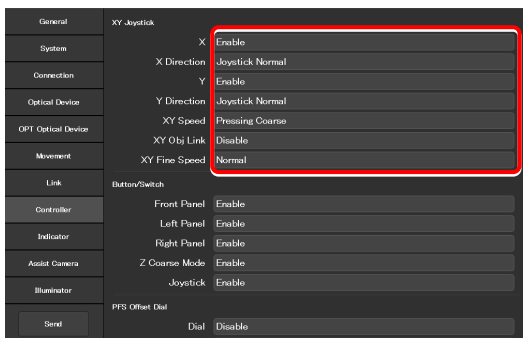 General
System
Connection
Optical Device
OPT Optical Device
Movement
Link
Controller
Indicator
Assist Camera
Illuminator
Send
XY Joystick
X Enable
X Direction Joystick Normal
Y Enable
Y Direction Joystick Normal
XY Speed Pressing Coarse
XY Obj Link Disable
XY Fine Speed Normal
Button/Switch
Front Panel Enable
Left Panel Enable
Right Panel Enable
Z Coarse Mode Enable
Joystick Enable
PFS Offset Dial
Dial Disable